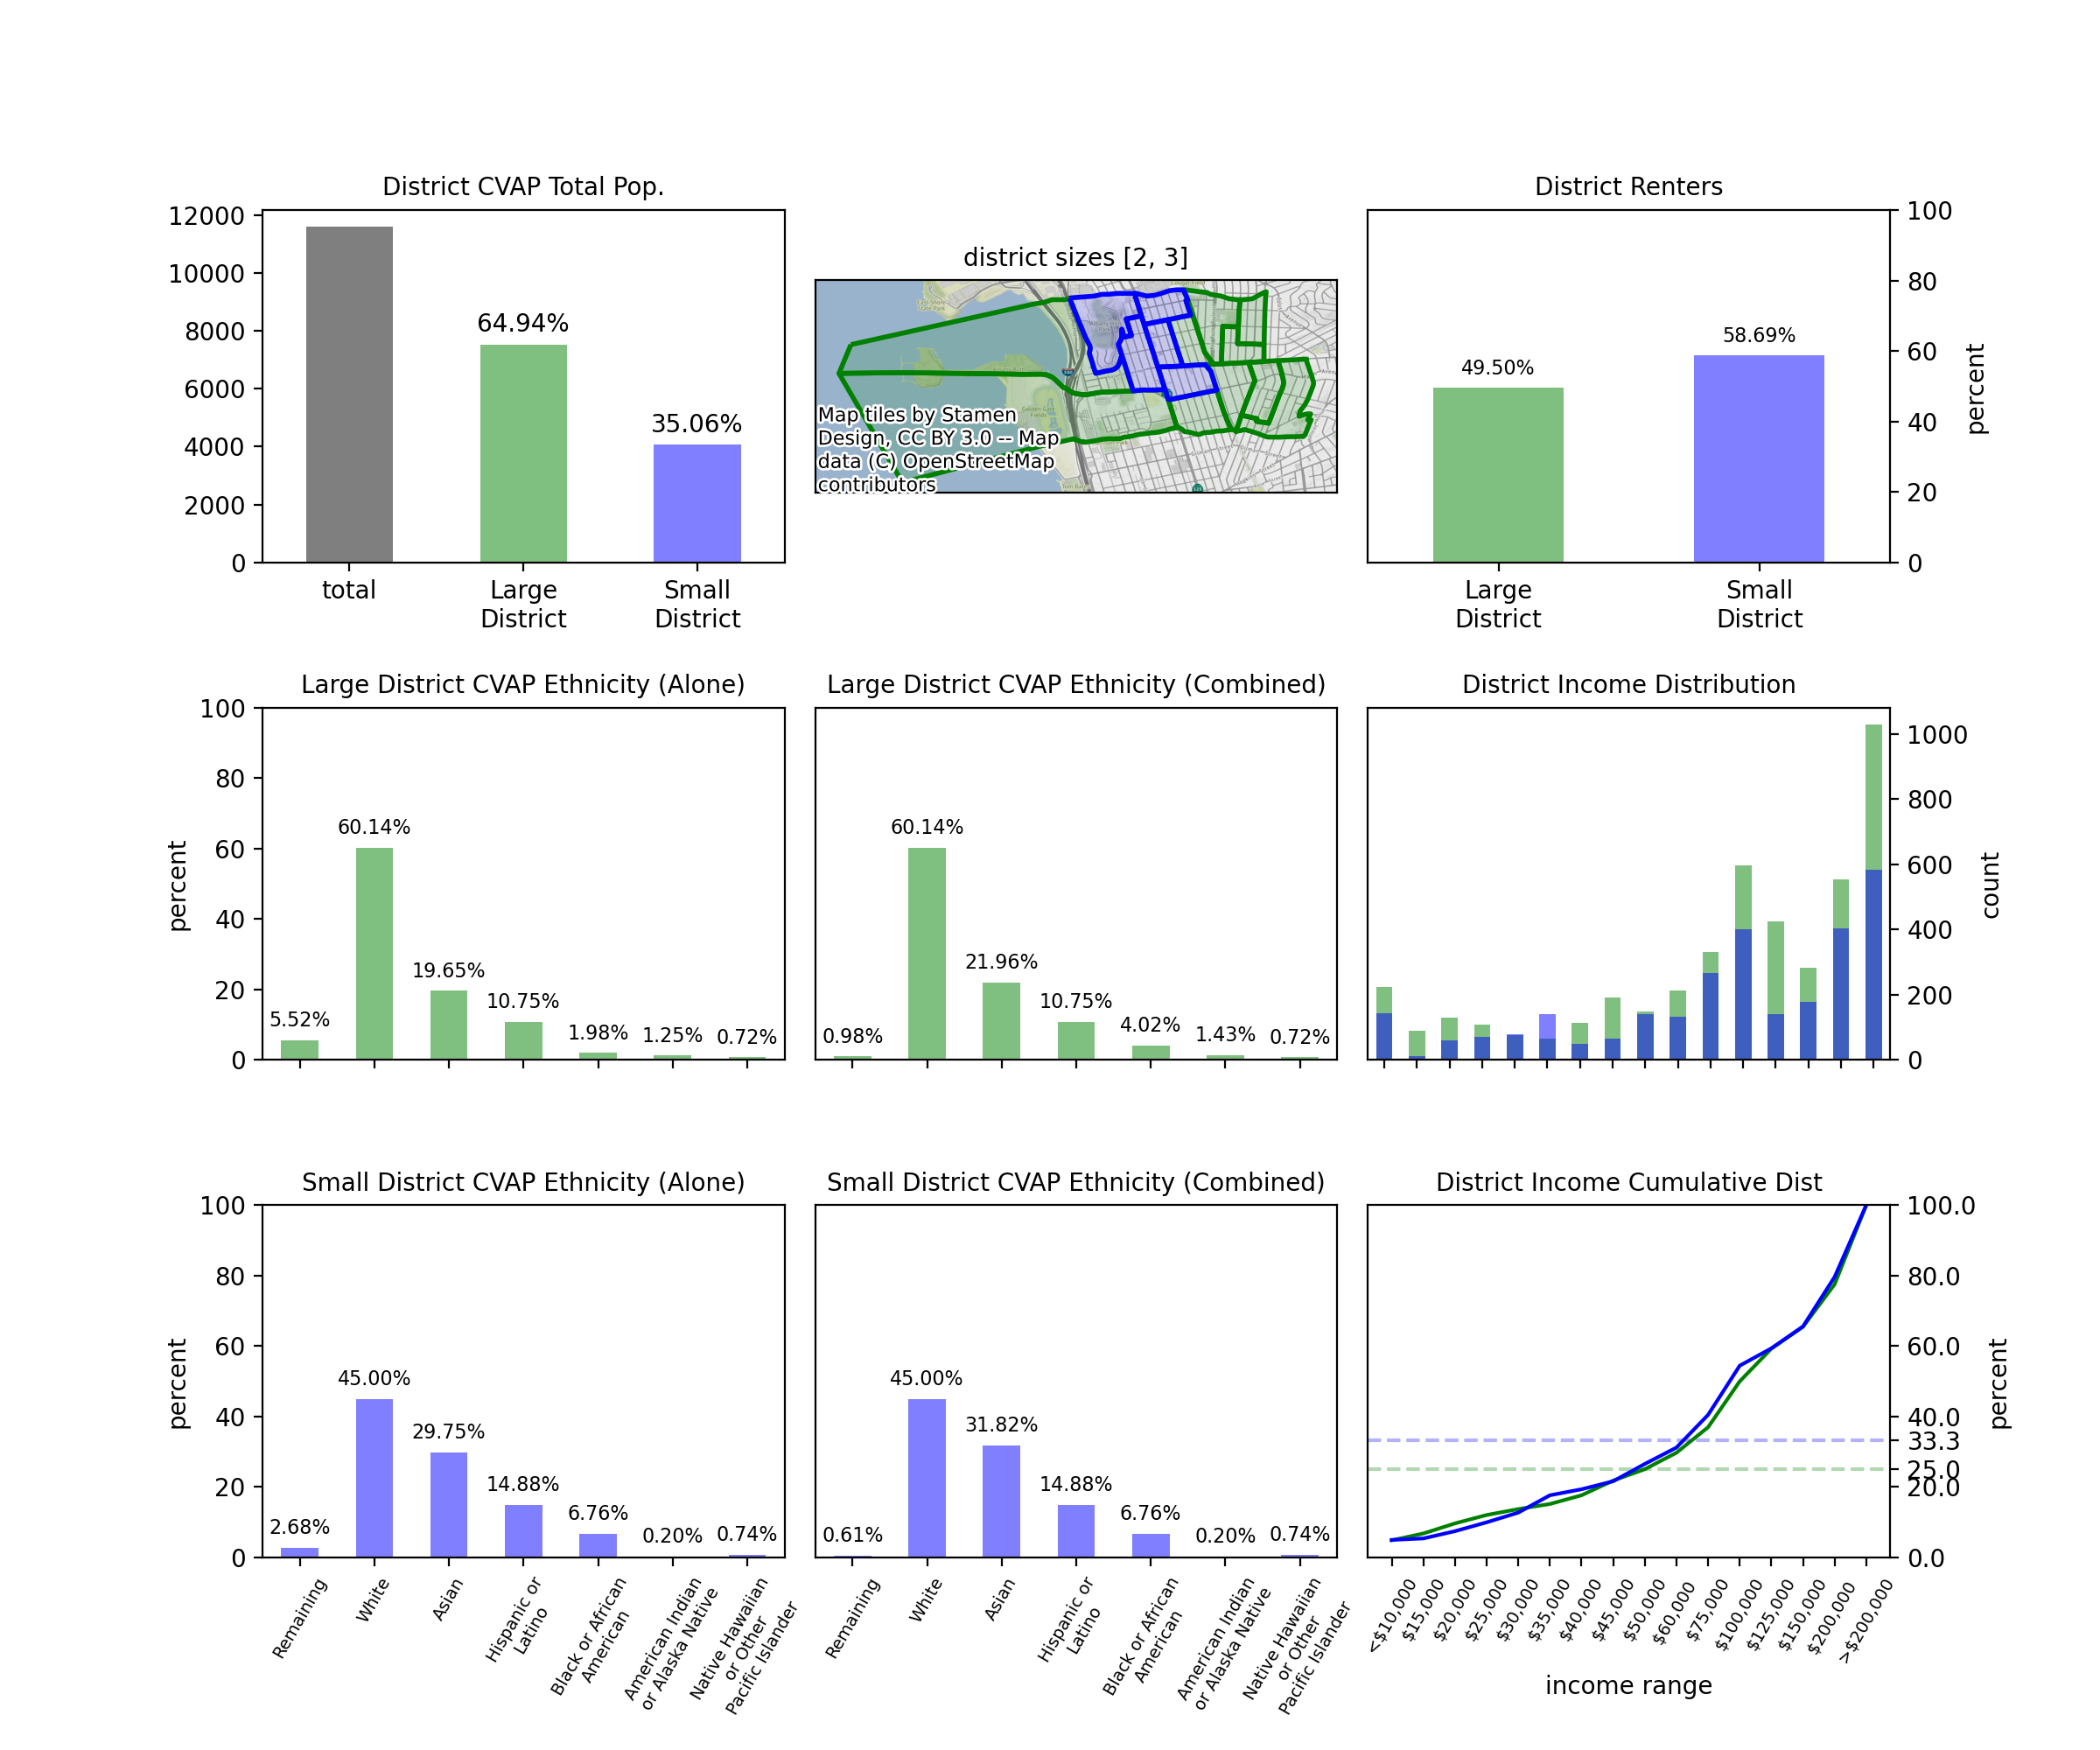 District CVAP Total Pop.
12000
10000
8000
6000
4000
2000
0
64.94%
35.06%
total
Large
District
Small
District
district sizes [2, 3]
Map tiles by Stamen
Design, CC BY 3.0 -- Map
data (C) OpenStreetMap
contributors
District Renters
49.50%
58.69%
100
80
60
40
20
0
percent
Large
District
Small
District
Large District CVAP Ethnicity (Alone)
percent
100
80
60
40
20
0
5.52%
60.14%
19.65%
10.75%
1.98%
1.25%
0.72%
Large District CVAP Ethnicity (Combined)
0.98%
60.14%
21.96%
10.75%
4.02%
1.43%
0.72%
District Income Distribution
1000
800
600
400
200
0
count
Small District CVAP Ethnicity (Alone)
percent
100
80
60
40
20
0
2.68%
45.00%
29.75%
14.88%
6.76%
0.20%
0.74%
Remaining
White
Asian
Hispanic or
Latino
Black or African
American
American Indian
or Alaska Native
Native Hawaiian
or Other
Pacific Islander
Small District CVAP Ethnicity (Combined)
0.61%
45.00%
31.82%
14.88%
6.76%
0.20%
0.74%
Remaining
White
Asian
Hispanic or
Latino
Black or African
American
American Indian
or Alaska Native
Native Hawaiian
or Other
Pacific Islander
District Income Cumulative Dist
100.0
80.0
60.0
40.0
33.3
25.0
20.0
0.0
percent
<$10,000
$15,000
$20,000
$25,000
$30,000
$35,000
$40,000
$45,000
$50,000
$60,000
$75,000
$100,000
$125,000
$150,000
$200,000
>$200,000
income range